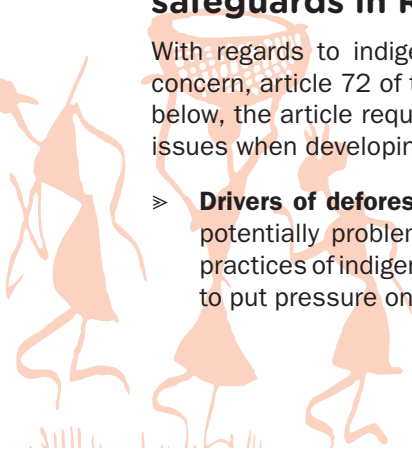 safeguards in R
With regards to indige
concern, article 72 of t
below, the article requ
issues when developin
⪢ Drivers of defores
potentially problem
practices of indiger
to put pressure on